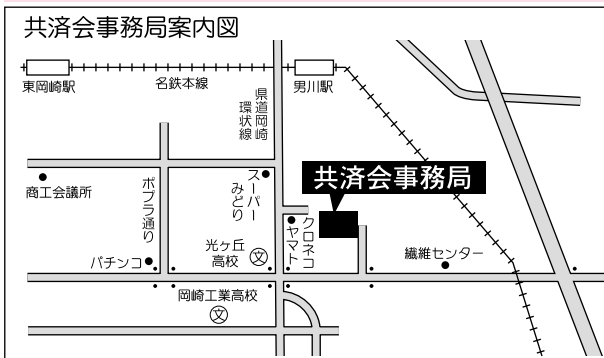 共済会事務局案内図
東岡崎駅
名鉄本線
男川駅
県道岡崎
環状線
共済会事務局
商工会議所
ポプラ通り
スーパー
みどり
クロネコ
ヤマト
光ヶ丘
高校
文
パチンコ
繊維センター
岡崎工業高校
文